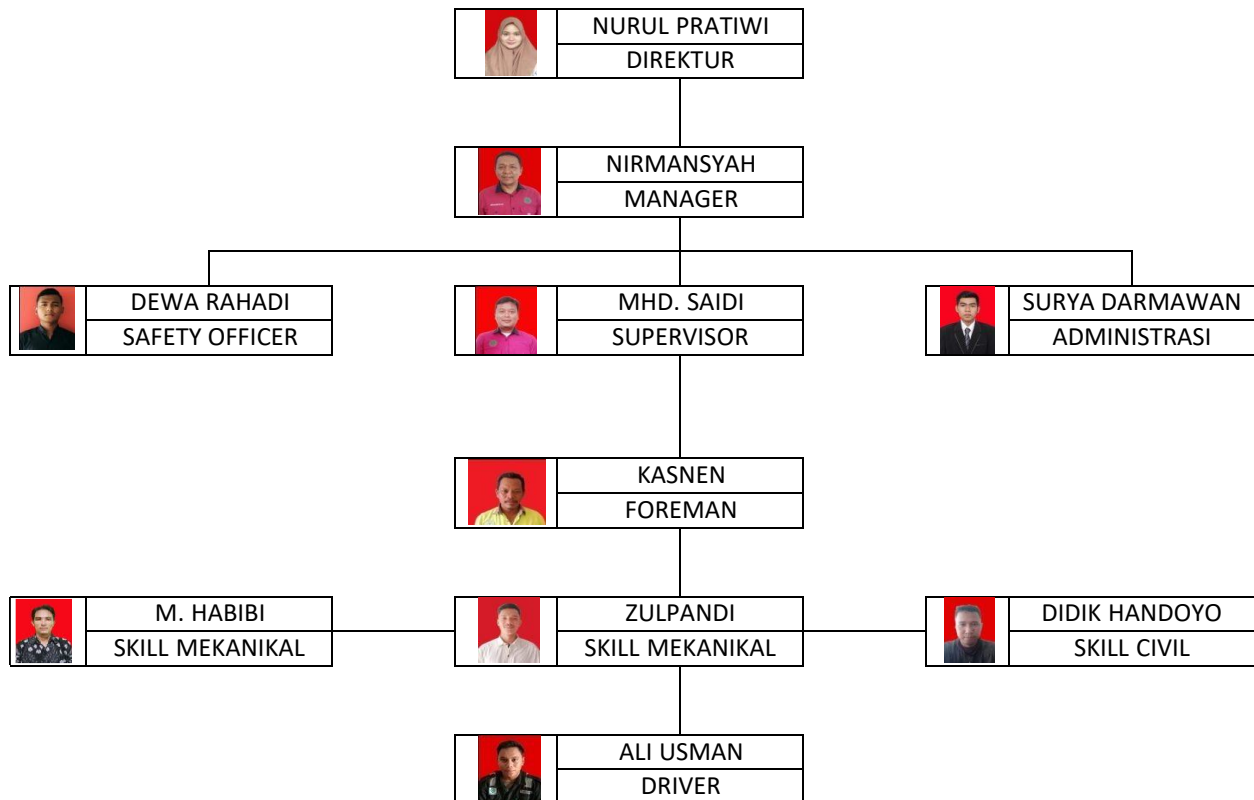 NURUL PRATIWI
DIREKTUR
NIRMANSYAH
MANAGER
DEWA RAHADI
SAFETY OFFICER
MHD. SAIDI
SUPERVISOR
SURYA DARMAWAN
ADMINISTRASI
KASNEN
FOREMAN
M. HABIBI
SKILL MEKANIKAL
ZULPANDI
SKILL MEKANIKAL
DIDIK HANDOYO
SKILL CIVIL
ALI USMAN
DRIVER